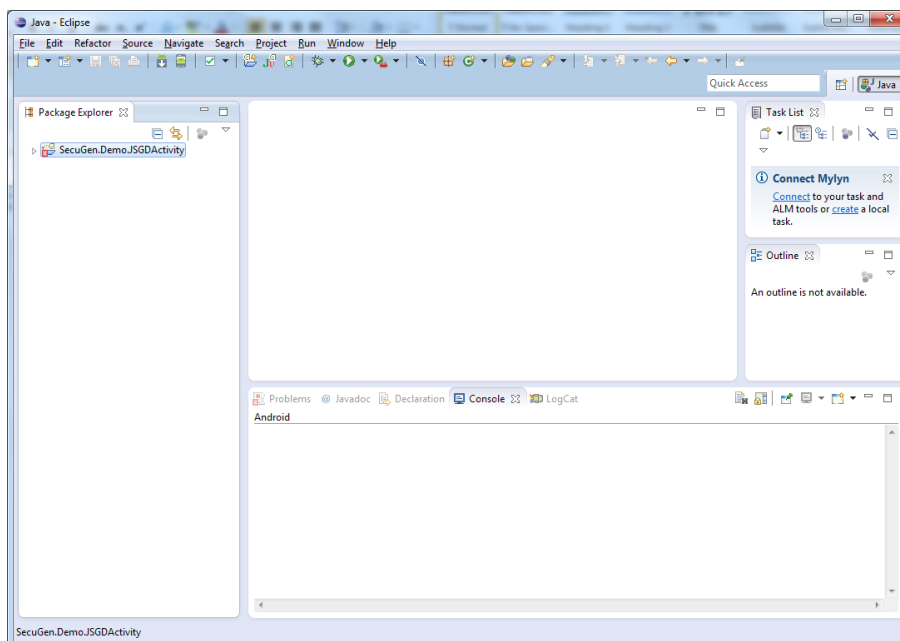 Java - Eclipse
File Edit Refactor Source Navigate Search Project Run Window Help
Quick Access
Java
Package Explorer
SecuGen.Demo.JSGDActivity
Task List
Connect Mylyn
Connect to your task and
ALM tools or create a local
task.
Outline
An outline is not available.
Problems @ Javadoc Declaration Console LogCat
Android
SecuGen.Demo.JSGDActivity